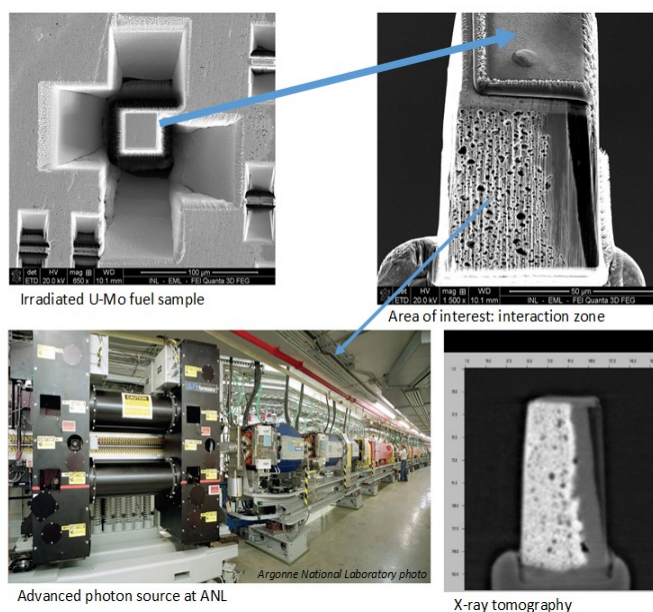 det HV mag WD 100 µm
ETD 20.0 kV 650 x 10.1 mm INL - EML - FEI Quanta 3D FEG
Irradiated U-Mo fuel sample
det HV mag WD 50 µm
ETD 20.0 kV 1 500 x 10.1 mm INL - EML - FEI Quanta 3D FEG
Area of interest: interaction zone
CAUTION
Argonne National Laboratory photo
Advanced photon source at ANL
X-ray tomography